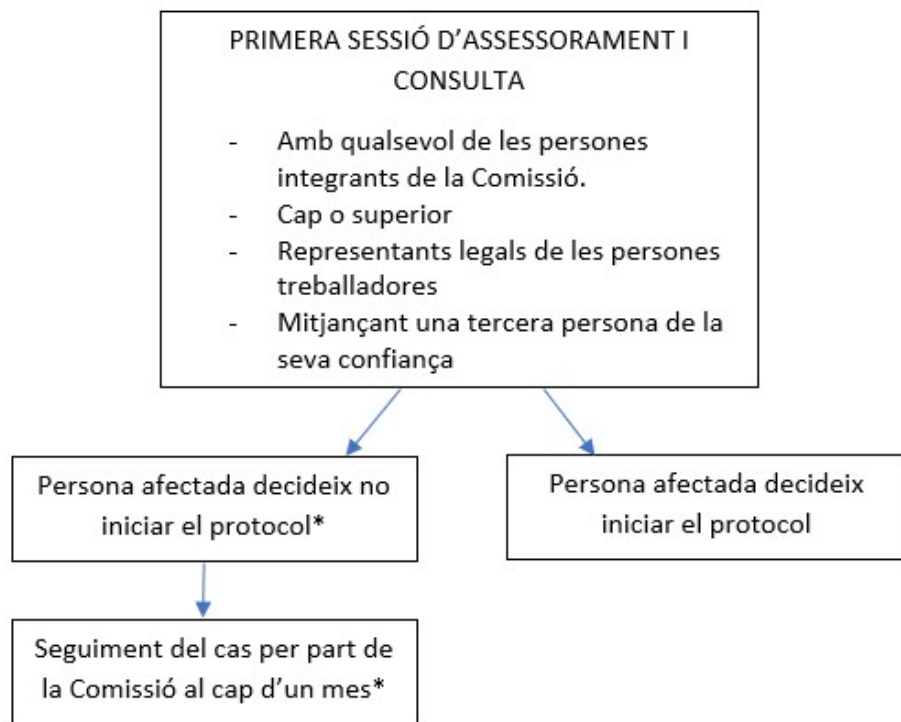 PRIMERA SESSIÓ D’ASSESSORAMENT I
CONSULTA
- Amb qualsevol de les persones
integrants de la Comissió.
- Cap o superior
- Representants legals de les persones
treballadores
- Mitjançant una tercera persona de la
seva confiança
Persona afectada decideix no
iniciar el protocol*
Persona afectada decideix
iniciar el protocol
Seguiment del cas per part de
la Comissió al cap d’un mes*